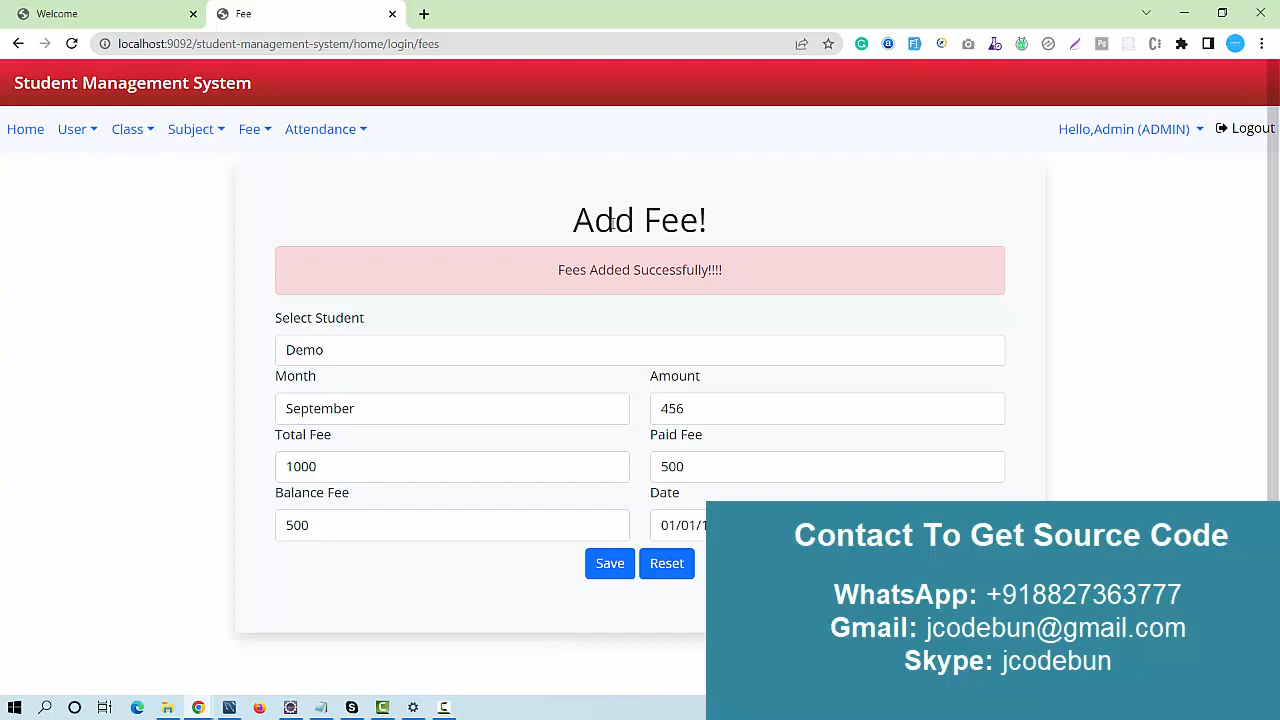 Welcome
Fee
localhost:9092/student-management-system/home/login/fees
Student Management System
Home User Class Subject Fee Attendance Hello,Admin (ADMIN) Logout
Add Fee!
Fees Added Successfully!!!!
Select Student
Demo
Month Amount
September 456
Total Fee Paid Fee
1000 500
Balance Fee Date
500 01/01/1
Save Reset
Contact To Get Source Code
WhatsApp: +918827363777
Gmail: jcodebun@gmail.com
Skype: jcodebun